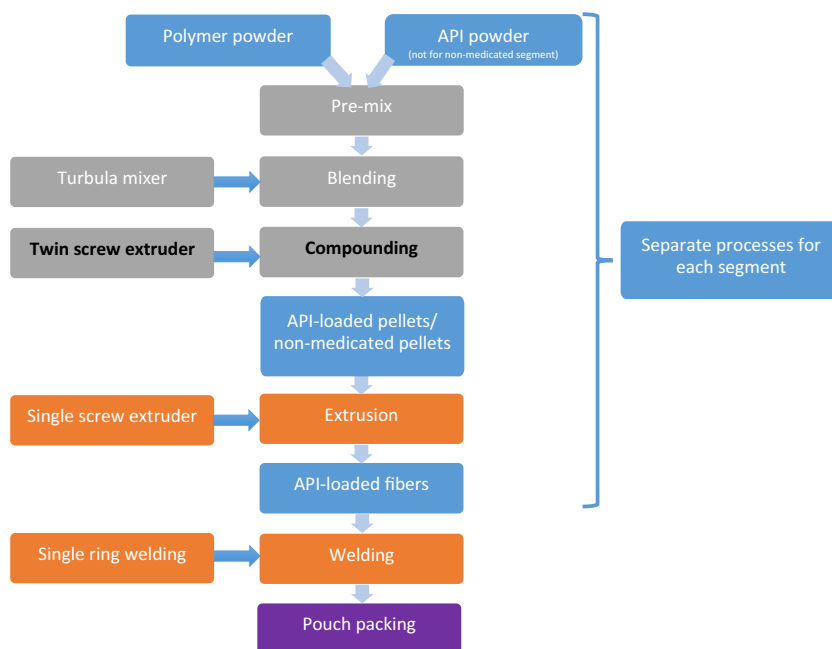 Polymer powder
API powder
(not for non-medicated segment)
Pre-mix
Turbula mixer
Blending
Twin screw extruder
Compounding
Separate processes for
each segment
API-loaded pellets/
non-medicated pellets
Single screw extruder
Extrusion
API-loaded fibers
Single ring welding
Welding
Pouch packing